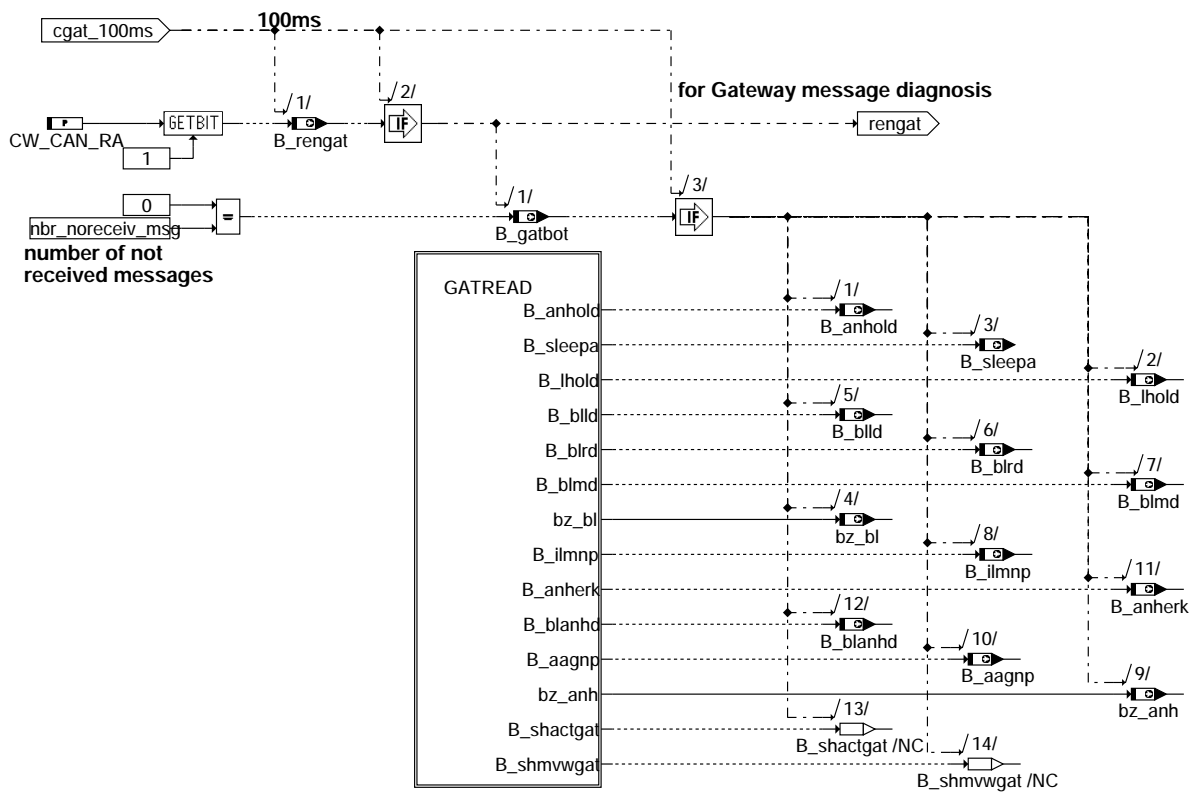 cgat_100ms
100ms
for Gateway message diagnosis
CW_CAN_RA
P
GETBIT
1
/1/
B_rengat
/2/
IF
rengat
0
nbr_noreceiv_msg
=
number of not
received messages
/1/
B_gatbot
/3/
IF
GATREAD
B_anhold
/1/
B_anhold
B_sleepa
/3/
B_sleepa
B_lhold
/2/
B_lhold
B_blld
/5/
B_blld
B_blrd
/6/
B_blrd
B_blmd
/7/
B_blmd
bz_bl
/4/
bz_bl
B_ilmnp
/8/
B_ilmnp
B_anherk
/11/
B_anherk
B_blanhd
/12/
B_blanhd
B_aagnp
/10/
B_aagnp
bz_anh
/9/
bz_anh
B_shactgat
/13/
B_shactgat /NC
B_shmvwgat
/14/
B_shmvwgat /NC